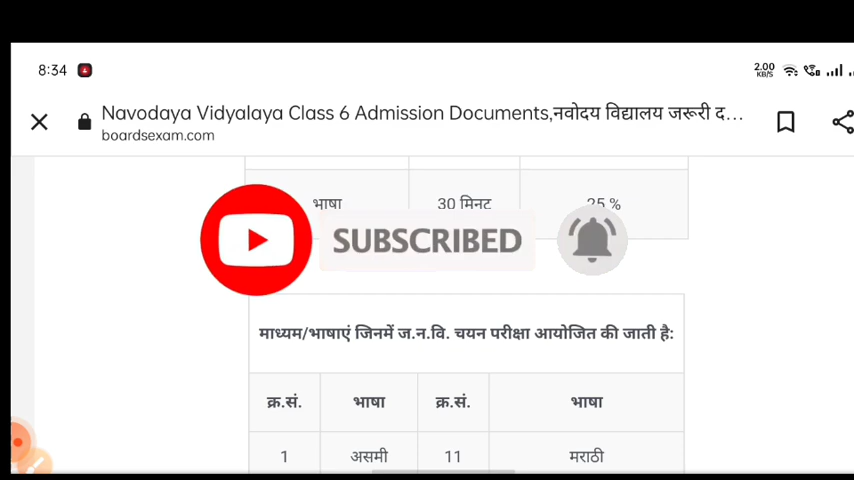 8:34
2.00 KB/S
Navodaya Vidyalaya Class 6 Admission Documents,नवोदय विद्यालय जरूरी द...
boardsexam.com
भाषा 30 मिनट 25 %
SUBSCRIBED
माध्यम/भाषाएं जिनमें ज.न.वि. चयन परीक्षा आयोजित की जाती है:
क्र.सं. भाषा क्र.सं. भाषा
1 असमी 11 मराठी